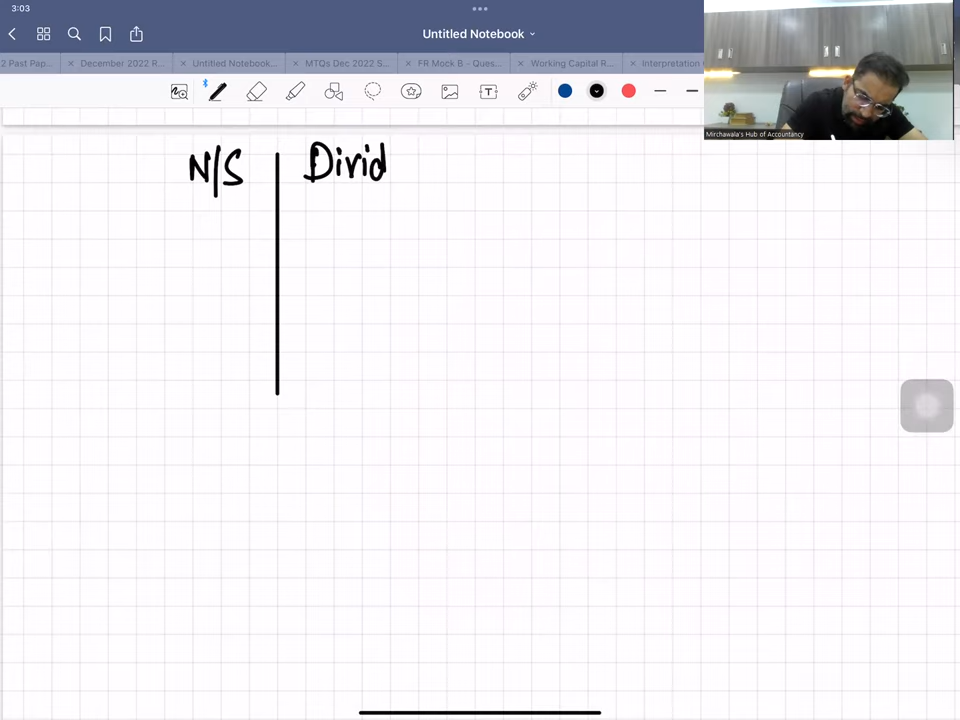 3:03
Untitled Notebook
2 Past Pap...
December 2022 R...
Untitled Notebook...
MTQs Dec 2022 S...
FR Mock B - Ques...
Working Capital R...
Interpretation
Mirchawala's Hub of Accountancy
N/S Divid